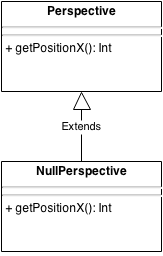 Perspective
+ getPositionX(): Int
Extends
NullPerspective
+ getPositionX(): Int